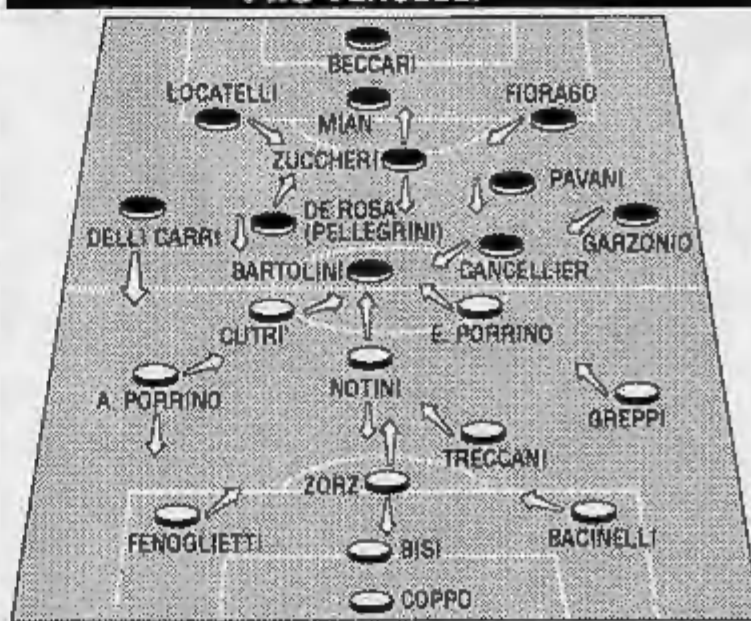 BECCARI
LOCATELLI
FIORAGO
MIAN
ZUCCHERI
PAVANI
DE ROSA
(PELLEGRINI)
DELLI CARRI
GARZONIO
BARTOLINI
CANCELLIER
CUTRI'
E. PORRINO
A. PORRINO
NOTINI
GREPPI
TRECCANI
ZORZ
FENOGLIETTI
BISI
BACINELLI
COPPO